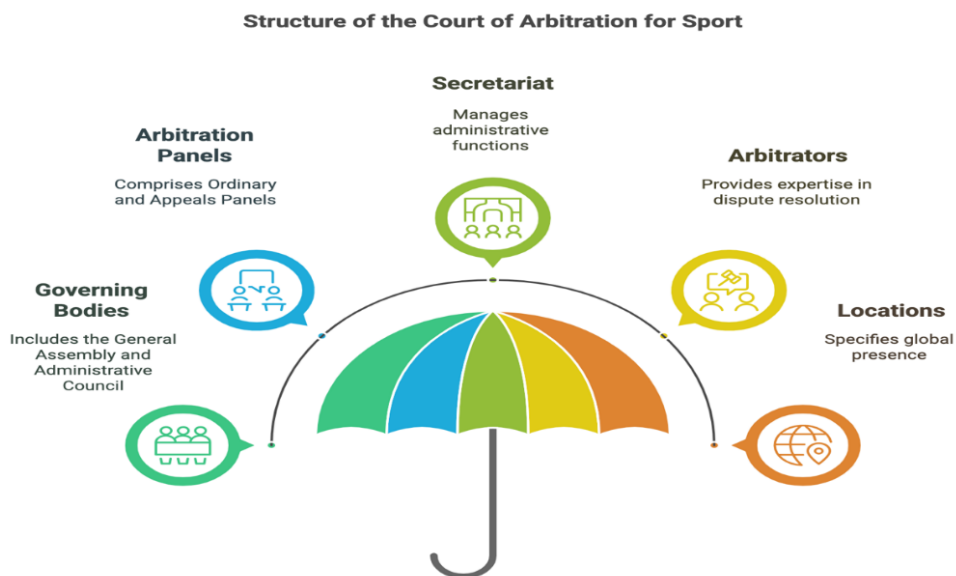 Structure of the Court of Arbitration for Sport
Secretariat
Manages
administrative
functions
Arbitration
Panels
Comprises Ordinary
and Appeals Panels
Arbitrators
Provides expertise in
dispute resolution
Governing
Bodies
Includes the General
Assembly and
Administrative
Council
Locations
Specifies global
presence